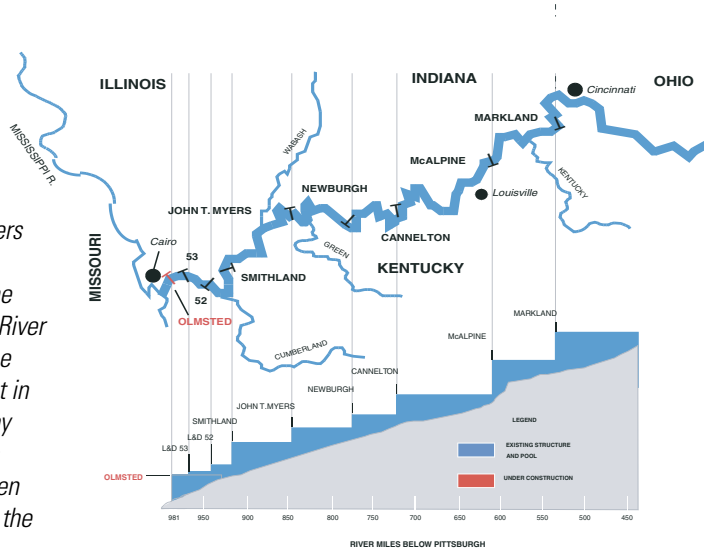 ers
ne
River
e
t in
ny
en
the
ILLINOIS
INDIANA
OHIO
Cincinnati
MARKLAND
MISSISSIPPI R.
WABASH
McALPINE
KENTUCKY
NEWBURGH
Louisville
JOHN T. MYERS
CANNELTON
GREEN
MISSOURI
Cairo
53
SMITHLAND
KENTUCKY
52
OLMSTED
CUMBERLAND
MARKLAND
McALPINE
CANNELTON
NEWBURGH
JOHN T.MYERS
SMITHLAND
L&D 52
L&D 53
OLMSTED
LEGEND
EXISTING STRUCTURE
AND POOL
UNDER CONSTRUCTION
981 950 900 850 800 750 700 650 600 550 500 450
RIVER MILES BELOW PITTSBURGH